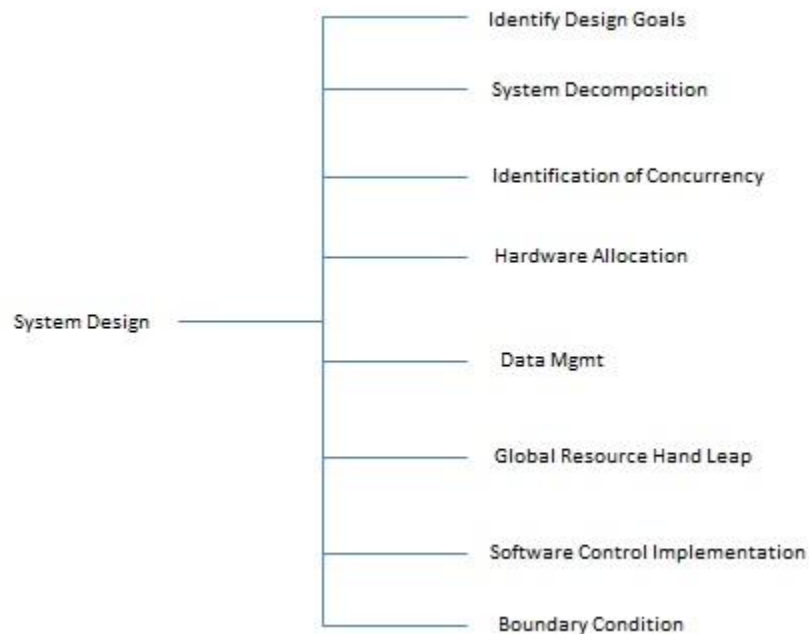 Identify Design Goals
System Decomposition
Identification of Concurrency
Hardware Allocation
System Design
Data Mgmt
Global Resource Hand Leap
Software Control Implementation
Boundary Condition